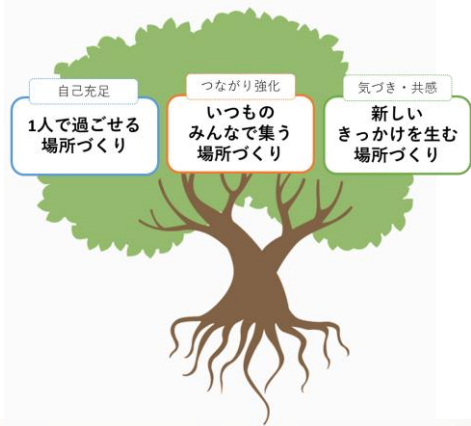 自己充足
1人で過ごせる
場所づくり
つながり強化
いつもの
みんなで集う
場所づくり
気づき・共感
新しい
きっかけを生む
場所づくり